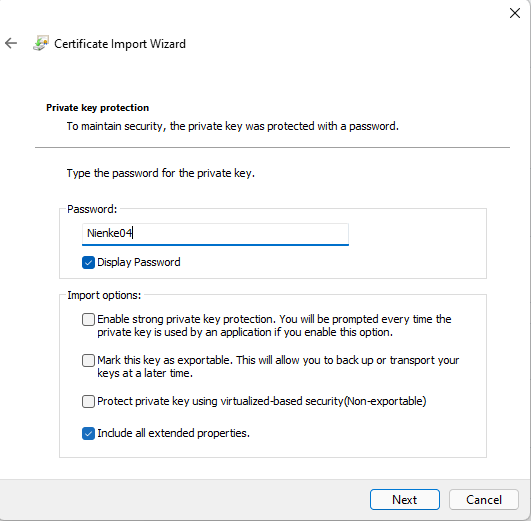 Certificate Import Wizard
Private key protection
To maintain security, the private key was protected with a password.
Type the password for the private key.
Password:
Nienke04
Display Password
Import options:
Enable strong private key protection. You will be prompted every time the
private key is used by an application if you enable this option.
Mark this key as exportable. This will allow you to back up or transport your
keys at a later time.
Protect private key using virtualized-based security(Non-exportable)
Include all extended properties.
Next
Cancel